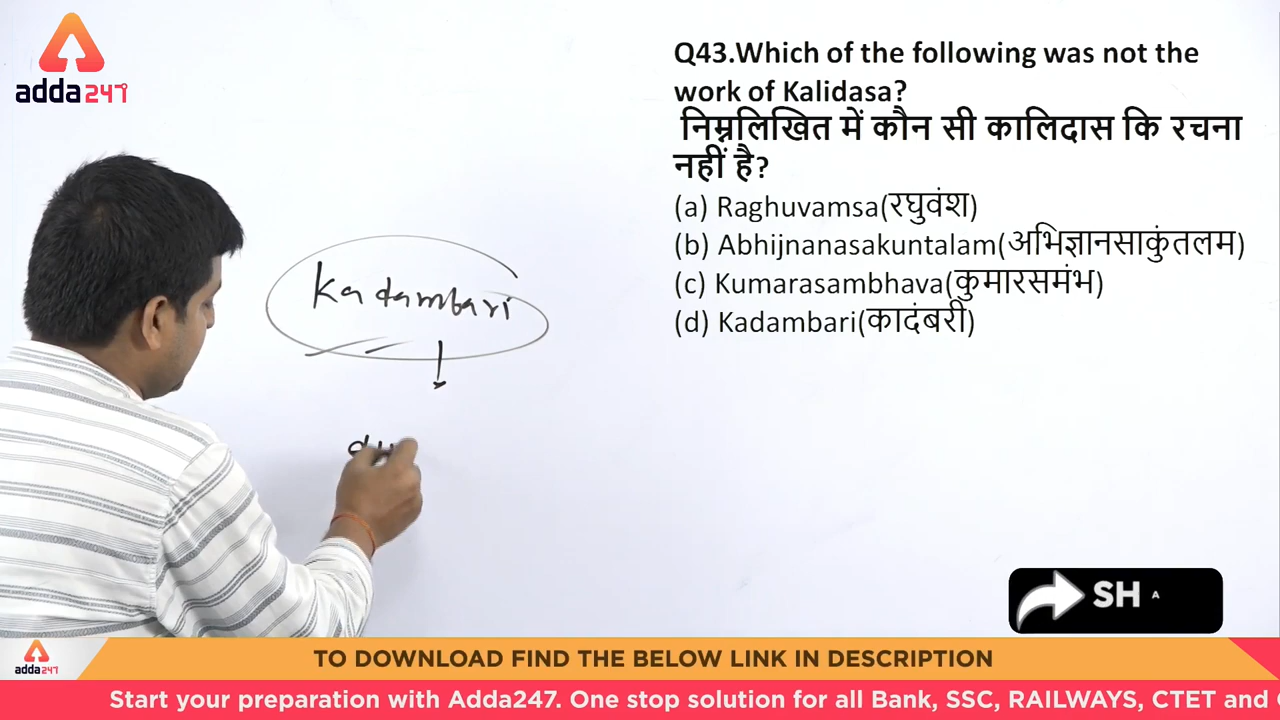 adda247
Q43.Which of the following was not the
work of Kalidasa?
निम्नलिखित में कौन सी कालिदास कि रचना
नहीं है?
(a) Raghuvamsa(रघुवंश)
(b) Abhijnanasakuntalam(अभिज्ञानसाकुंतलम)
(c) Kumarasambhava(कुमारसमंभ)
(d) Kadambari(कादंबरी)
Kadambari
SH A
adda247
TO DOWNLOAD FIND THE BELOW LINK IN DESCRIPTION
Start your preparation with Adda247. One stop solution for all Bank, SSC, RAILWAYS, CTET and